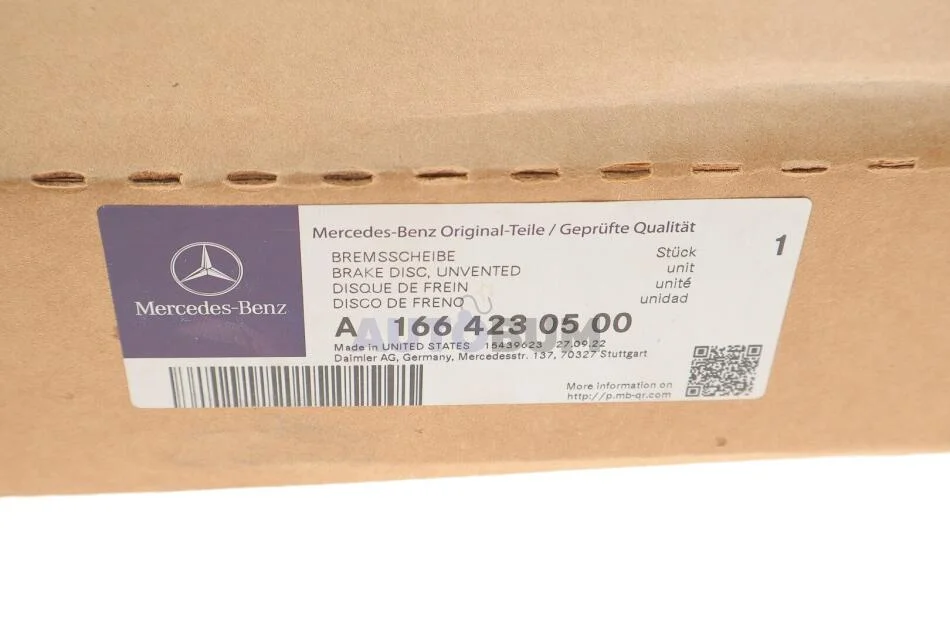 Mercedes-Benz
Mercedes-Benz Original-Teile / Geprüfte Qualität
BREMSSCHEIBE Stück 1
BRAKE DISC, UNVENTED unit
DISQUE DE FREIN unité
DISCO DE FRENO unidad
A 166 423 05 00
Made in UNITED STATES 15439623 27.09.22
Daimler AG, Germany, Mercedesstr. 137, 70327 Stuttgart
More information on
http://p.mb-qr.com